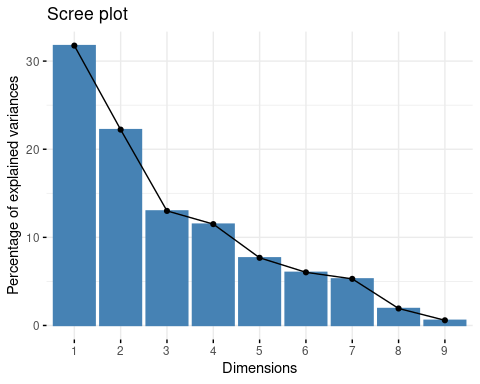 Scree plot
Percentage of explained variances
30
20
10
0
1 2 3 4 5 6 7 8 9
Dimensions